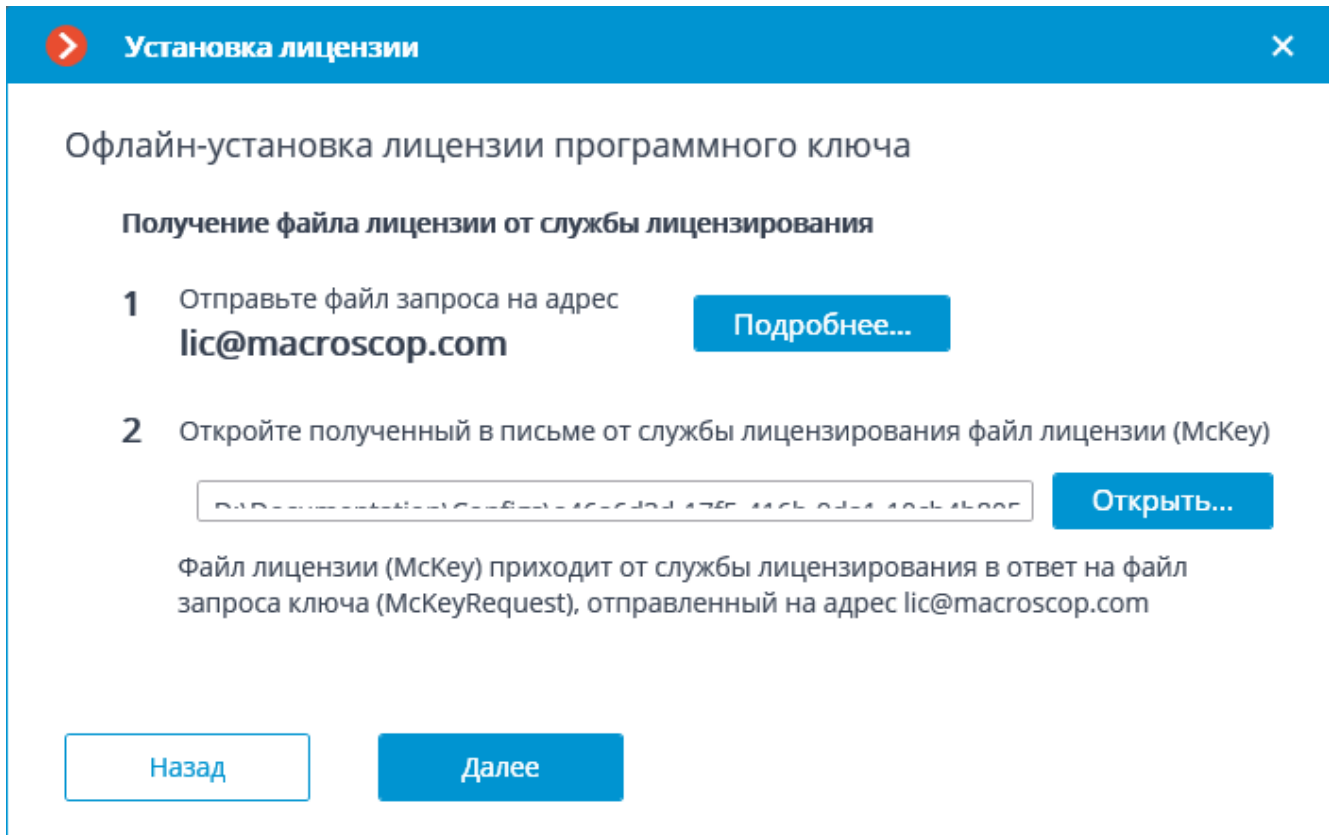 Установка лицензии
Офлайн-установка лицензии программного ключа
Получение файла лицензии от службы лицензирования
1 Отправьте файл запроса на адрес
lic@macroscop.com
Подробнее...
2 Откройте полученный в письме от службы лицензирования файл лицензии (McKey)
Открыть...
Файл лицензии (McKey) приходит от службы лицензирования в ответ на файл
запроса ключа (McKeyRequest), отправленный на адрес lic@macroscop.com
Назад
Далее